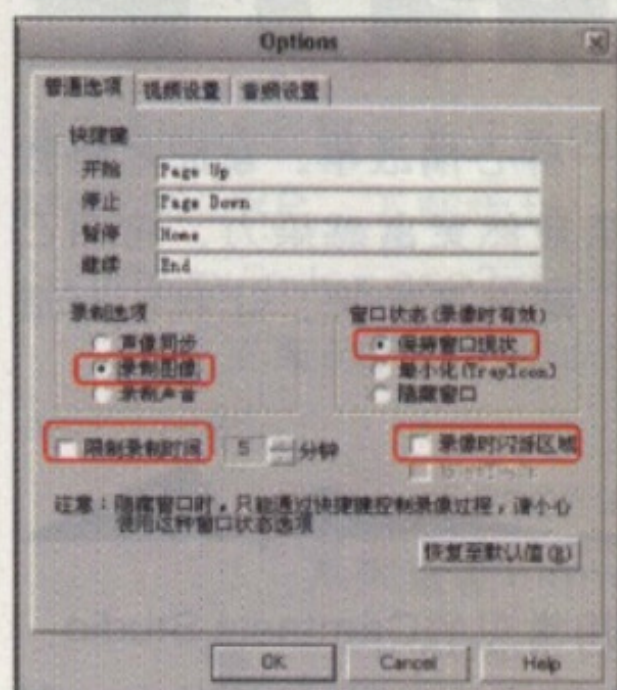 Options
普通选项 视频设置 音频设置
快捷键
开始 Page Up
停止 Page Down
暂停 Home
继续 End
录制选项
声像同步
录制图像
录制声音
窗口状态(录像时有效)
保持窗口现状
最小化(TrayIcon)
隐藏窗口
限制录制时间 5 分钟
录像时闪烁区域
注意：隐藏窗口时，只能通过快捷键控制录像过程，请小心
使用这种窗口状态选项
恢复至默认值(R)
OK Cancel Help